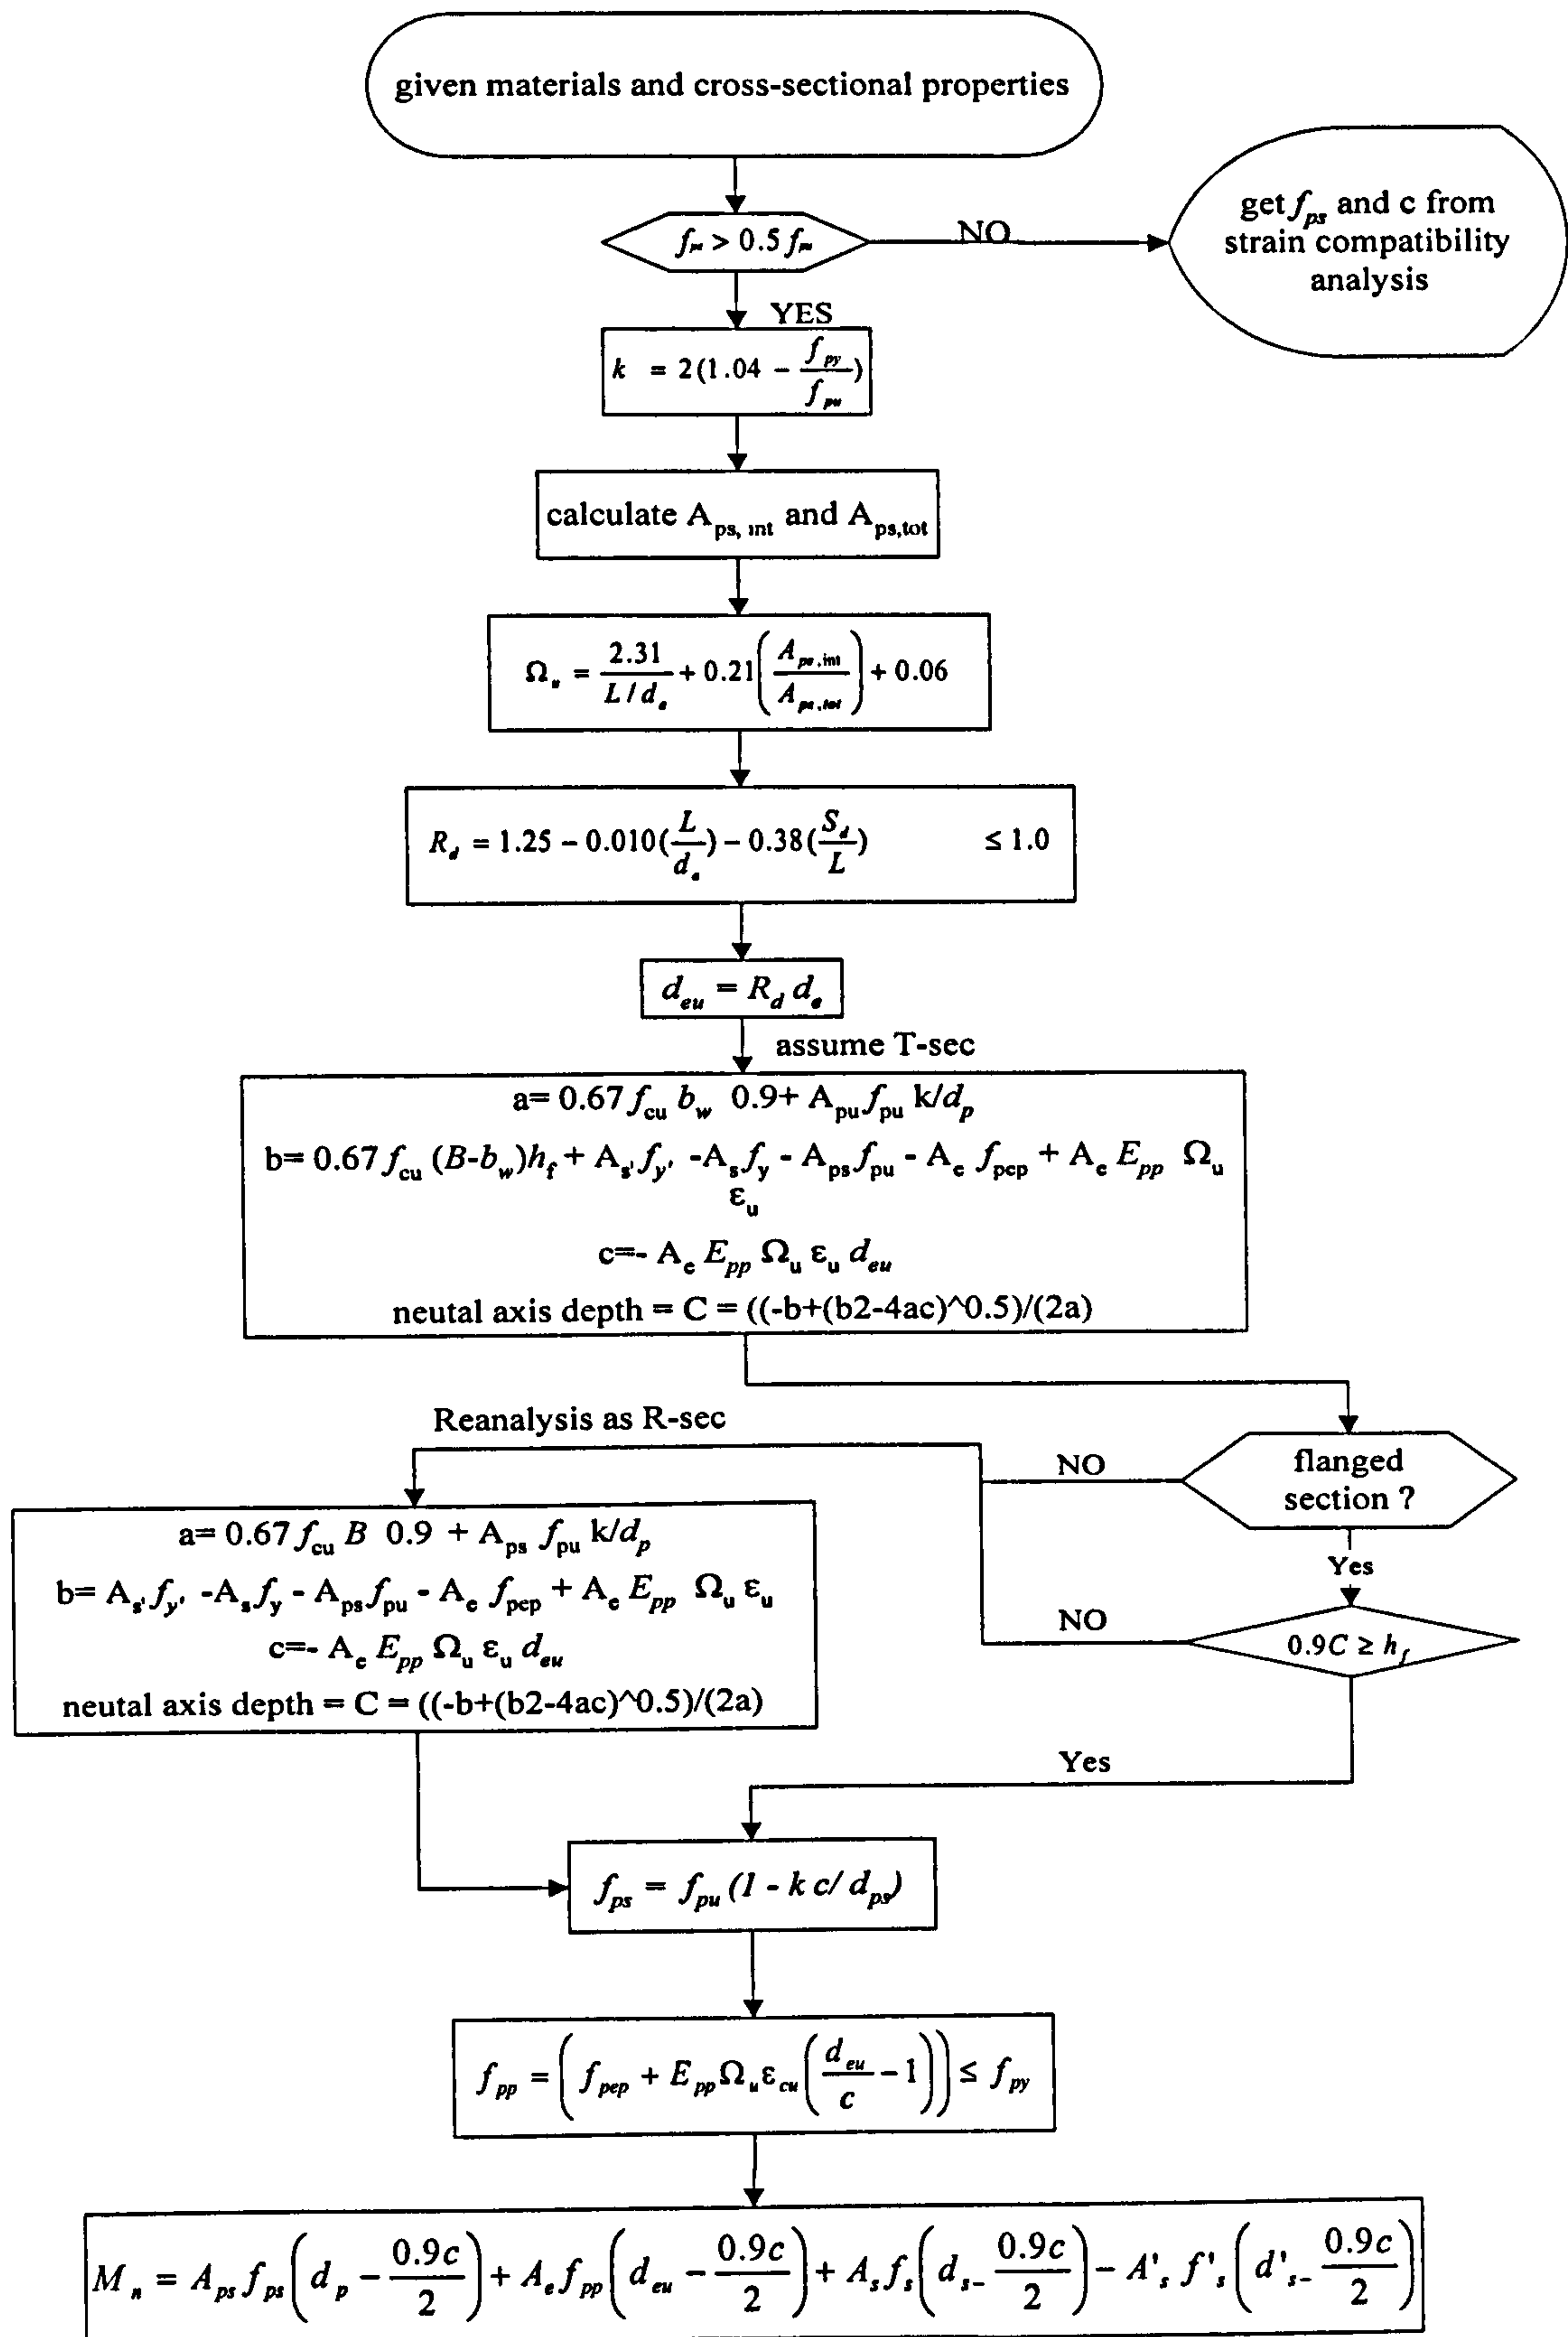 given materials and cross-sectional properties
get f_ps and c from
strain compatibility
analysis
> 0.5
NO
YES
k = 2(1.04 - f_py / f_pu)
calculate A_ps, int and A_ps,tot
Ω_u = 2.31 / (L / d_e) + 0.21 (A_ps,int / A_ps,tot) + 0.06
R_d = 1.25 - 0.010(L / d_e) - 0.38(S_d / L) ≤ 1.0
d_eu = R_d d_e
assume T-sec
a= 0.67 f_cu b_w 0.9+ A_pu f_pu k/d_p
b= 0.67 f_cu (B-b_w)h_f + A_s' f_y' -A_s f_y - A_ps f_pu - A_e f_pep + A_e E_pp Ω_u
ε_u
c=- A_e E_pp Ω_u ε_u d_eu
neutal axis depth = C = ((-b+(b2-4ac)^0.5)/(2a)
Reanalysis as R-sec
NO
flanged
section ?
Yes
a= 0.67 f_cu B 0.9 + A_ps f_pu k/d_p
b= A_s' f_y' -A_s f_y - A_ps f_pu - A_e f_pep + A_e E_pp Ω_u ε_u
c=- A_e E_pp Ω_u ε_u d_eu
neutal axis depth = C = ((-b+(b2-4ac)^0.5)/(2a)
NO
0.9C ≥ h_f
Yes
f_ps = f_pu (1 - k c/ d_ps)
f_pp = (f_pep + E_pp Ω_u ε_cu (d_eu / c - 1)) ≤ f_py
M_n = A_ps f_ps (d_p - 0.9c / 2) + A_e f_pp (d_eu - 0.9c / 2) + A_s f_s (d_s- 0.9c / 2) - A'_s f'_s (d'_s- 0.9c / 2)